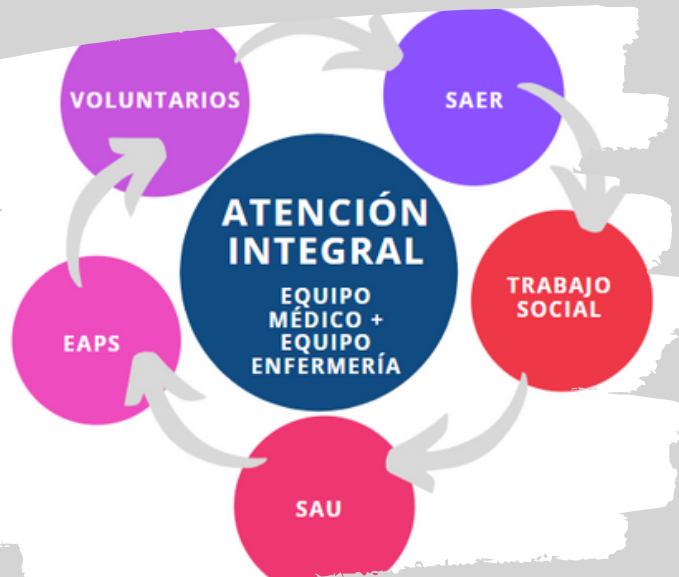 VOLUNTARIOS
SAER
ATENCIÓN
INTEGRAL
EQUIPO
MÉDICO +
EQUIPO
ENFERMERÍA
TRABAJO
SOCIAL
EAPS
SAU